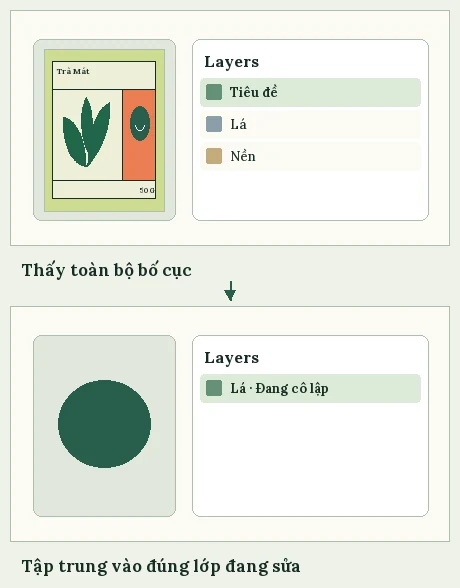 Trà Mát
50 G
Layers
Tiêu đề
Lá
Nền
Thấy toàn bộ bố cục
Layers
Lá · Đang cô lập
Tập trung vào đúng lớp đang sửa